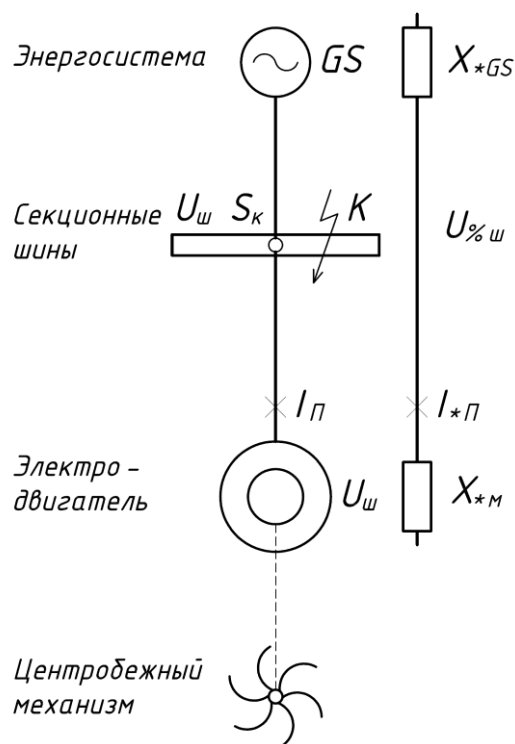 Энергосистема GS X*GS
Секционные Uш Sк K U%ш
шины
IП I*П
Электро-
двигатель Uш X*м
Центробежный
механизм